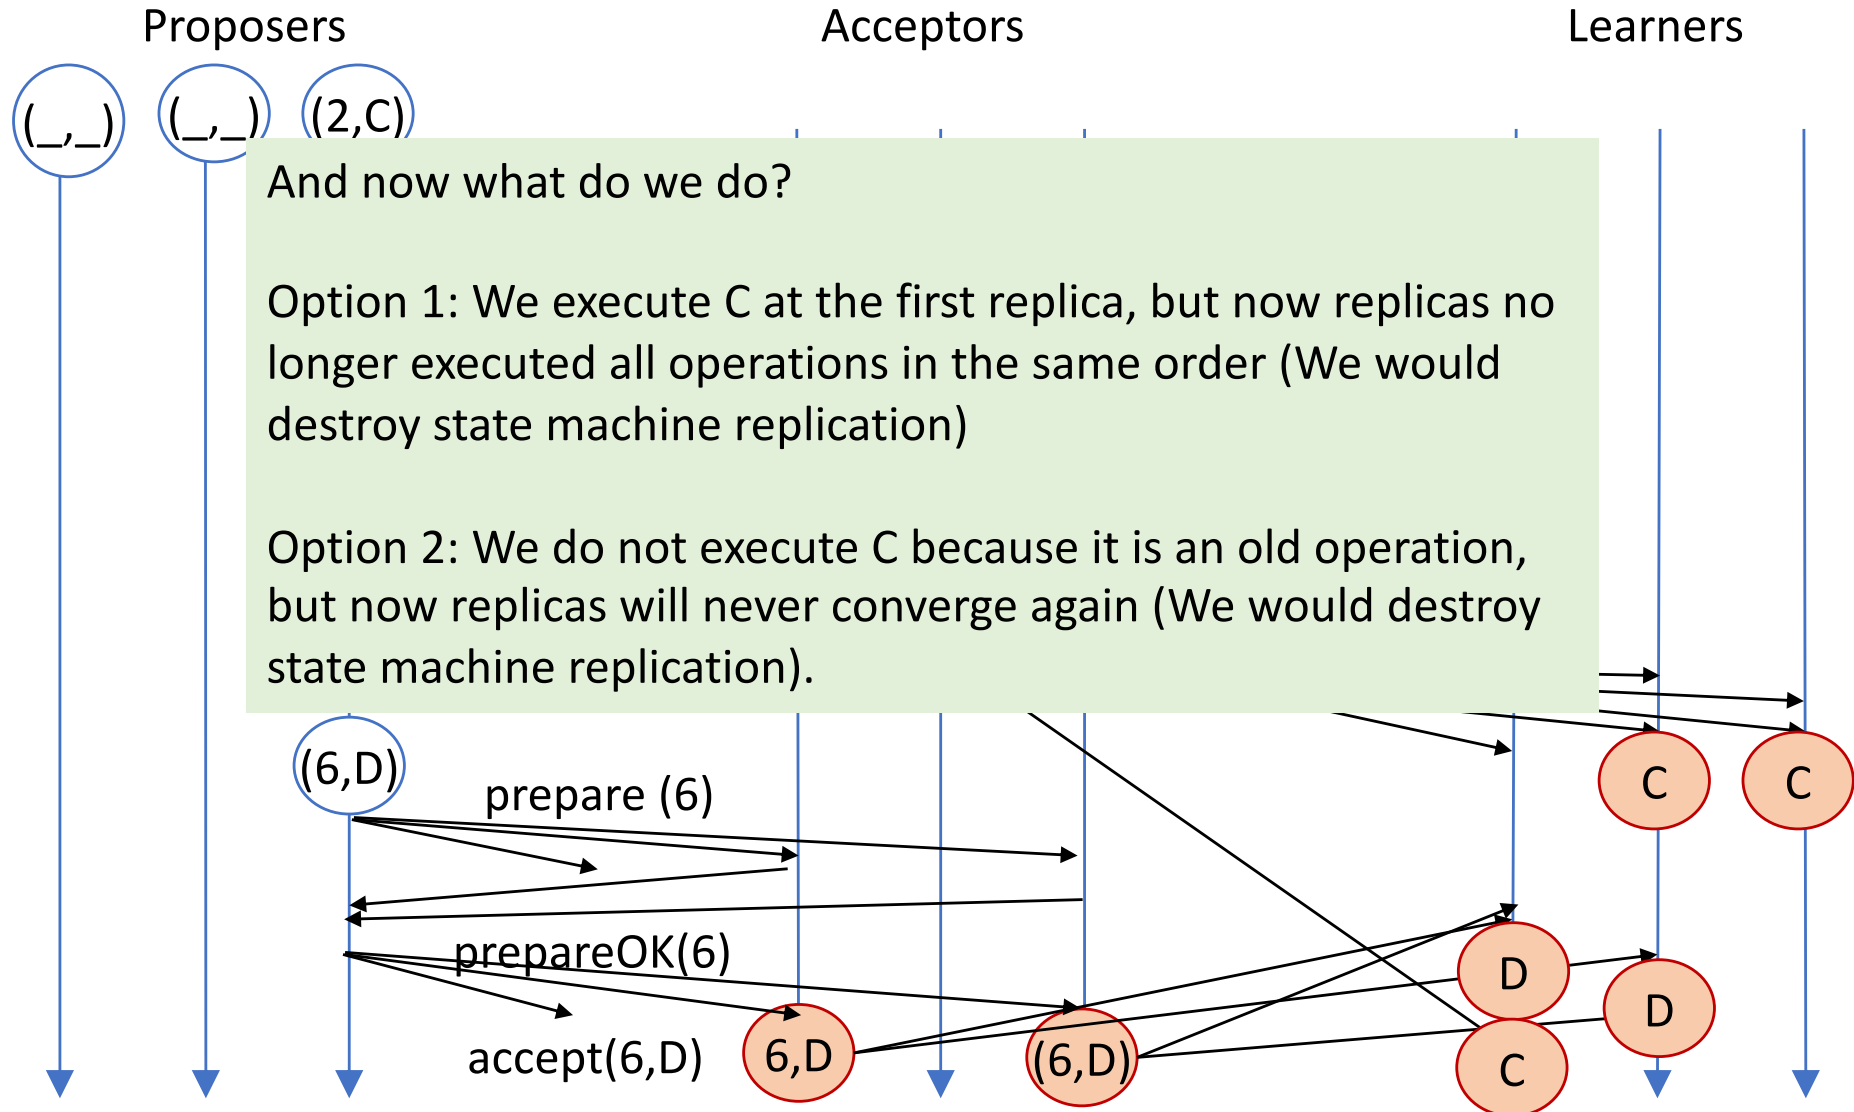 Proposers
Acceptors
Learners
(_,_)
(_,_)
(2,C)
And now what do we do?
Option 1: We execute C at the first replica, but now replicas no
longer executed all operations in the same order (We would
destroy state machine replication)
Option 2: We do not execute C because it is an old operation,
but now replicas will never converge again (We would destroy
state machine replication).
(6,D)
prepare (6)
C
C
prepareOK(6)
D
D
accept(6,D)
6,D
(6,D)
C